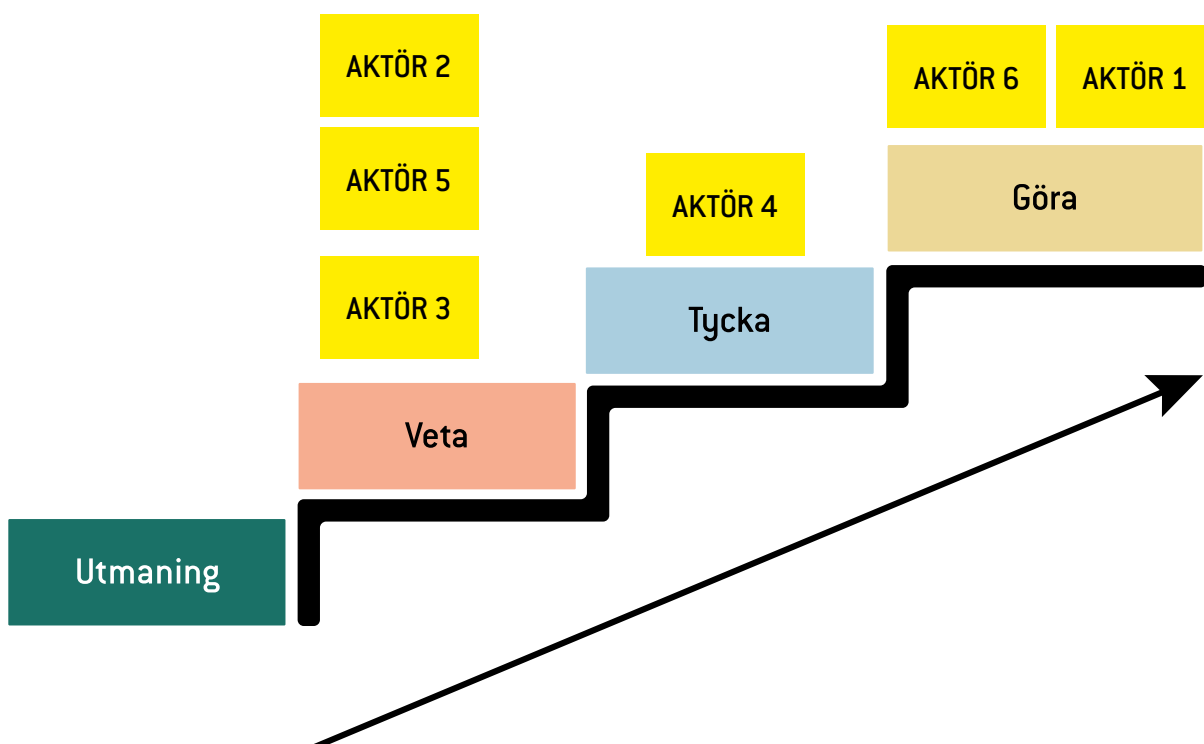 AKTÖR 2
AKTÖR 5
AKTÖR 3
Veta
Utmaning
AKTÖR 4
Tycka
AKTÖR 6
AKTÖR 1
Göra